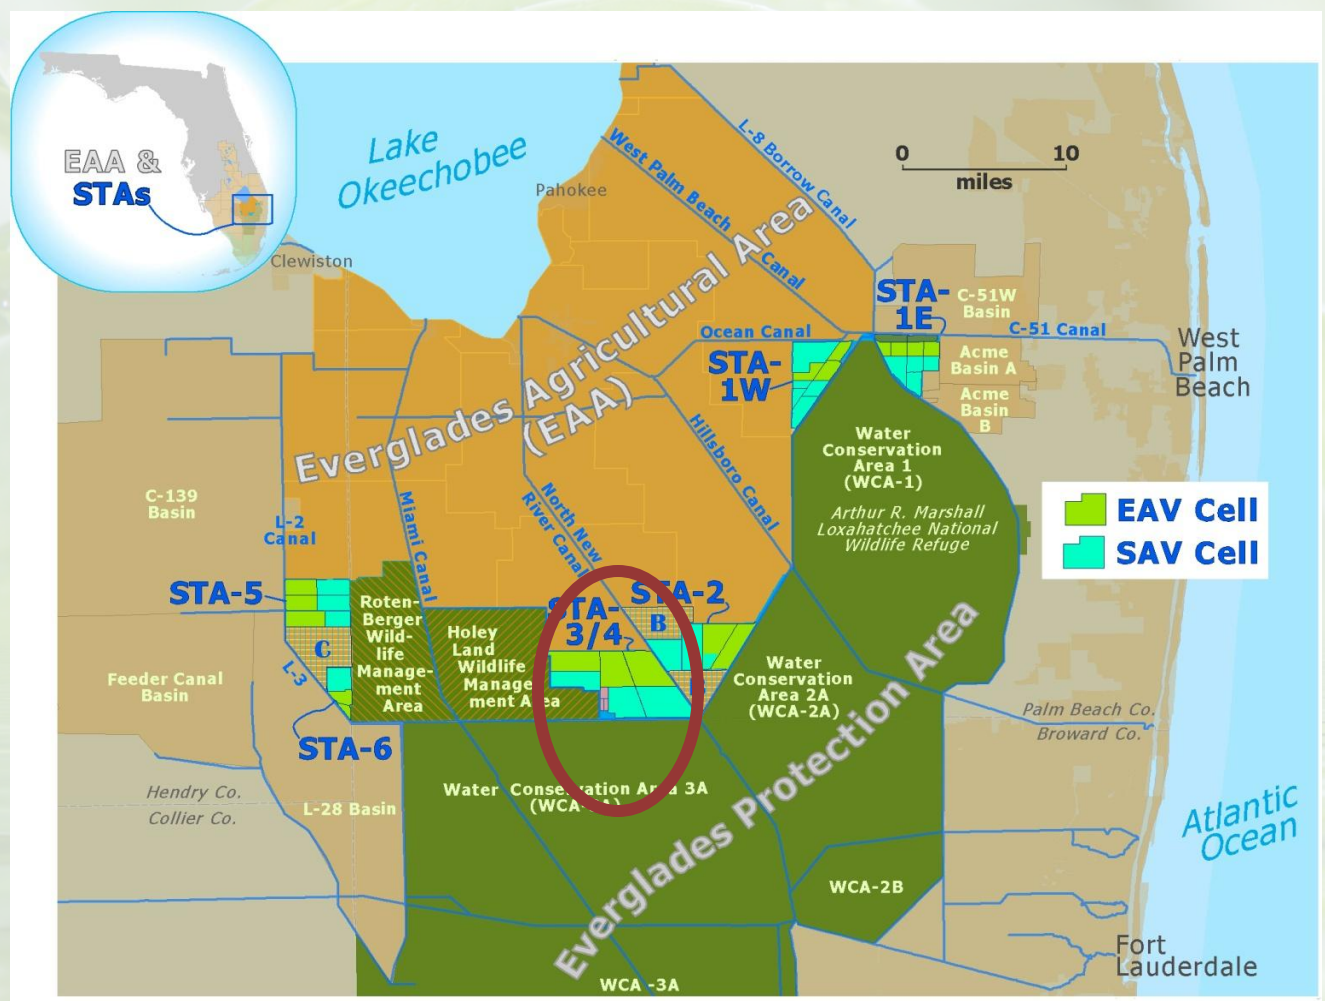 EAA &
STAs
Lake
Okeechobee
Pahokee
Clewiston
West Palm Beach
Canal
L-8 Borrow Canal
0 10
miles
Everglades Agricultural Area
(EAA)
Ocean Canal
STA-
1W
STA-
1E
C-51W
Basin
C-51 Canal
Acme
Basin A
Acme
Basin
B
West
Palm
Beach
Water
Conservation
Area 1
(WCA-1)
Arthur R. Marshall
Loxahatchee National
Wildlife Refuge
EAV Cell
SAV Cell
Hillsboro Canal
North New
River Canal
Miami Canal
C-139
Basin
L-2
Canal
STA-5
C
L-3
STA-6
Feeder Canal
Basin
Roten-
Berger
Wild-
life
Manage-
ment
Area
Holey
Land
Wildlife
Manage
ment Area
STA-
3/4
STA-2
B
Water
Conservation
Area 2A
(WCA-2A)
Everglades Protection Area
Palm Beach Co.
Broward Co.
Hendry Co.
Collier Co.
L-28 Basin
Water Conservation Area 3A
WCA-2B
Atlantic
Ocean
Fort
Lauderdale
WCA -3A